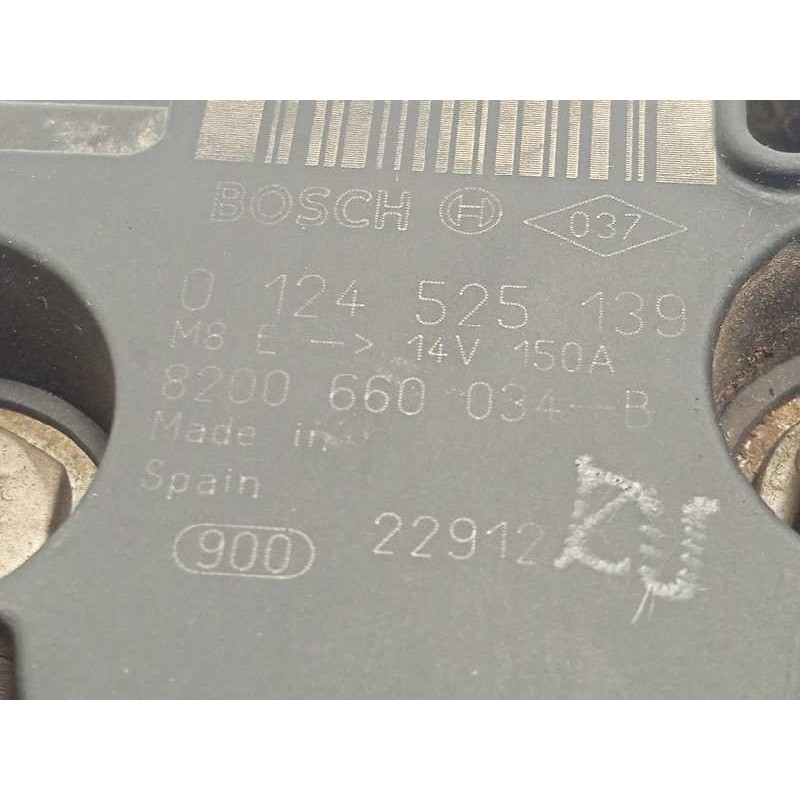 BOSCH 037
0 124 525 139
M8 E --> 14V 150A
8200 660 034--B
Made in
Spain
900 22912